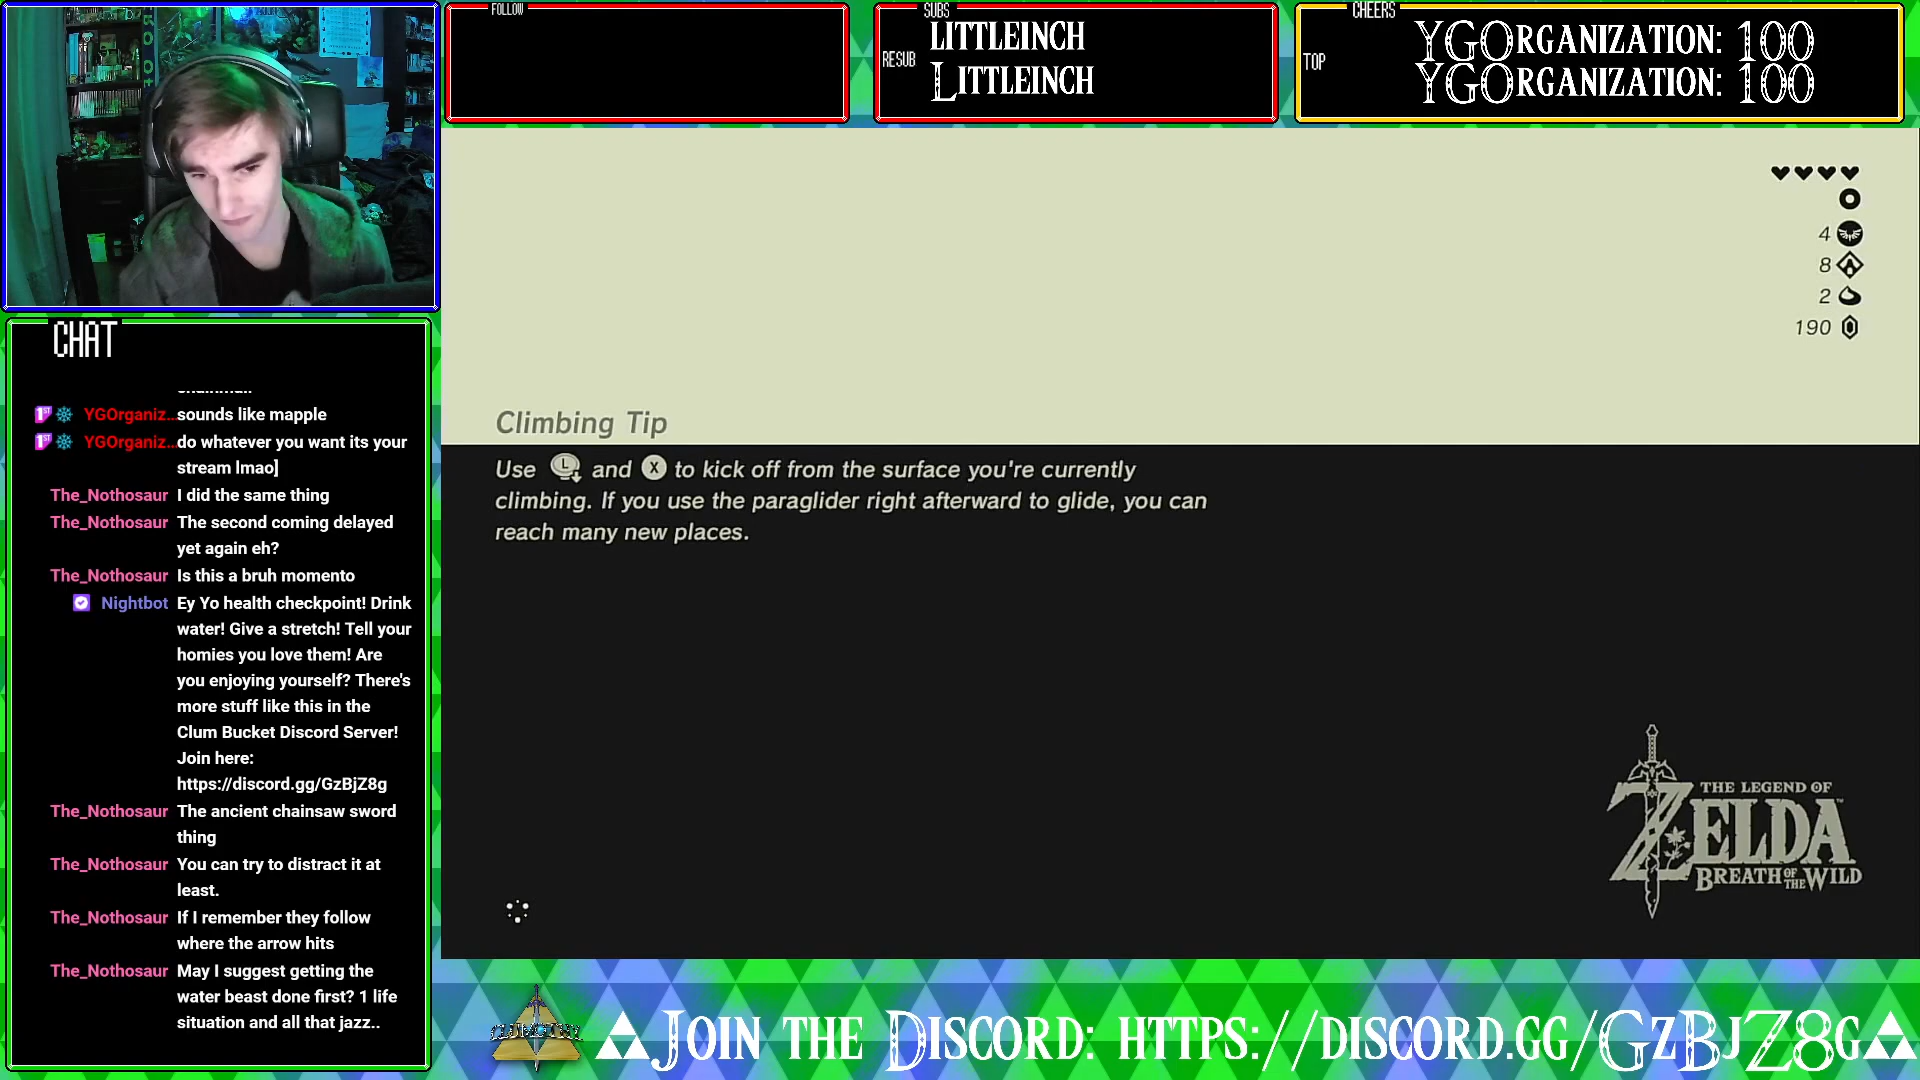 FOLLOW
SUBS
RESUB
LITTLEINCH
LITTLEINCH
CHEERS
TOP
YGORGANIZATION: 100
YGORGANIZATION: 100
4
8
2
190
CHAT
1ST YGOrganiz... sounds like mapple
1ST YGOrganiz... do whatever you want its your
stream lmao]
The_Nothosaur I did the same thing
The_Nothosaur The second coming delayed
yet again eh?
The_Nothosaur Is this a bruh momento
Nightbot Ey Yo health checkpoint! Drink
water! Give a stretch! Tell your
homies you love them! Are
you enjoying yourself? There's
more stuff like this in the
Clum Bucket Discord Server!
Join here:
https://discord.gg/GzBjZ8g
The_Nothosaur The ancient chainsaw sword
thing
The_Nothosaur You can try to distract it at
least.
The_Nothosaur If I remember they follow
where the arrow hits
The_Nothosaur May I suggest getting the
water beast done first? 1 life
situation and all that jazz..
Climbing Tip
Use L and X to kick off from the surface you're currently
climbing. If you use the paraglider right afterward to glide, you can
reach many new places.
THE LEGEND OF
ZELDA™
BREATH OF THE WILD
JOIN THE DISCORD: HTTPS://DISCORD.GG/GZBJZ8G